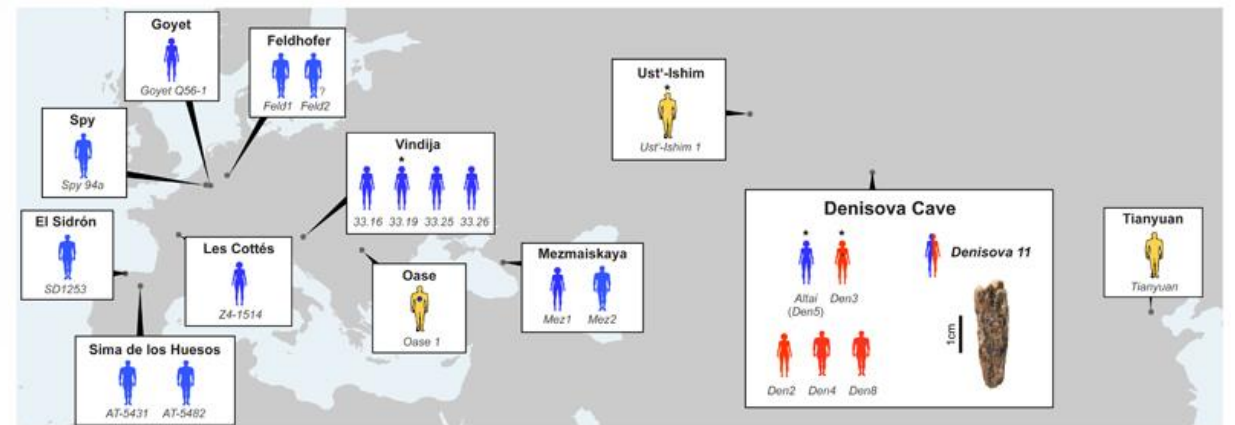 Goyet
Goyet Q56-1
Feldhofer
?
Feld1 Feld2
Spy
Spy 94a
Vindija
*
33.16 33.19 33.25 33.26
Ust'-Ishim
*
Ust'-Ishim 1
El Sidrón
SD1253
Les Cottés
Z4-1514
Oase
Oase 1
Mezmaiskaya
Mez1 Mez2
Sima de los Huesos
AT-5431 AT-5482
Denisova Cave
* *
Denisova 11
Altai Den3
(Den5)
1cm
Den2 Den4 Den8
Tianyuan
Tianyuan